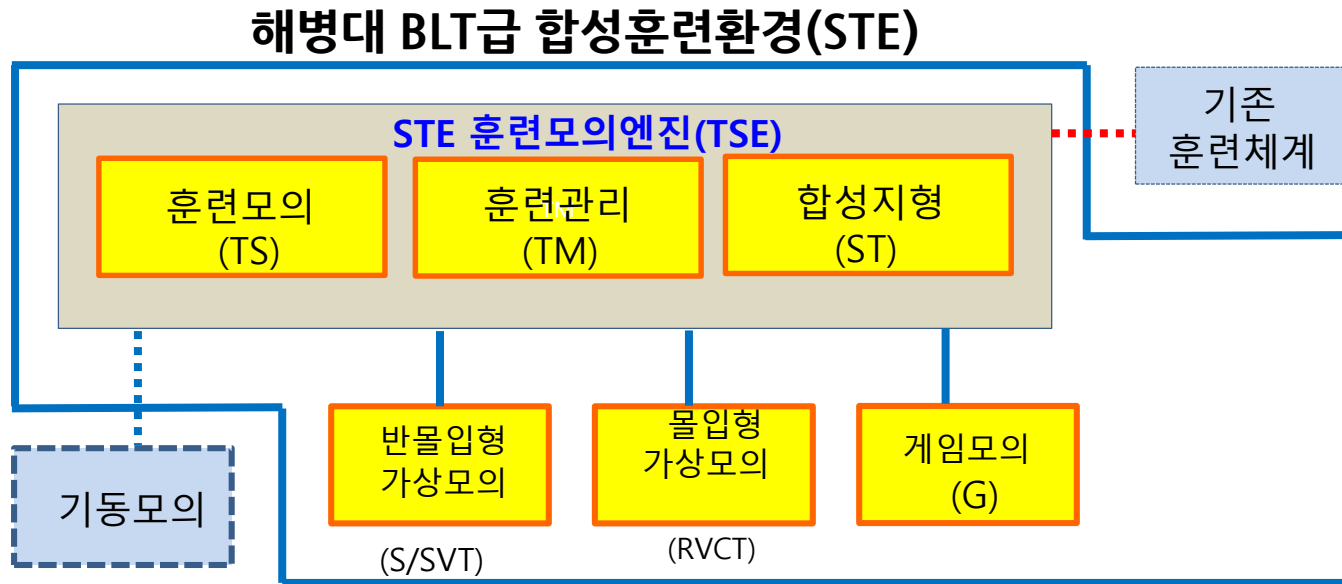 해병대 BLT급 합성훈련환경(STE)
기존
훈련체계
STE 훈련모의엔진(TSE)
훈련모의
(TS)
훈련관리
(TM)
합성지형
(ST)
기동모의
반몰입형
가상모의
(S/SVT)
몰입형
가상모의
(RVCT)
게임모의
(G)